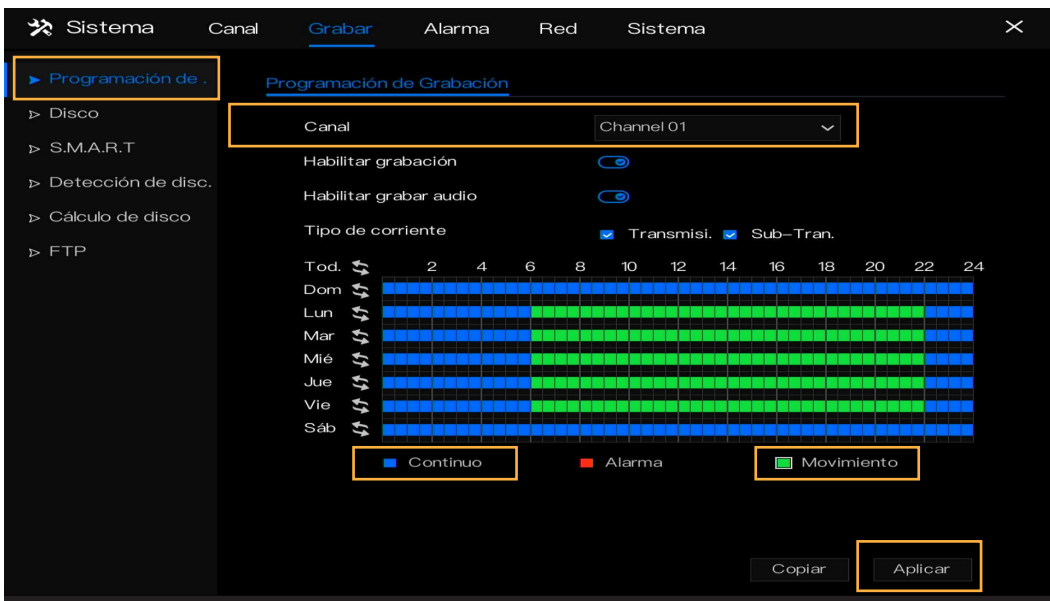 Sistema Canal Grabar Alarma Red Sistema
Programación de .
Disco
S.M.A.R.T
Detección de disc.
Cálculo de disco
FTP
Programación de Grabación
Canal Channel 01
Habilitar grabación
Habilitar grabar audio
Tipo de corriente Transmisi. Sub-Tran.
Tod. 2 4 6 8 10 12 14 16 18 20 22 24
Dom
Lun
Mar
Mié
Jue
Vie
Sáb
Continuo Alarma Movimiento
Copiar Aplicar